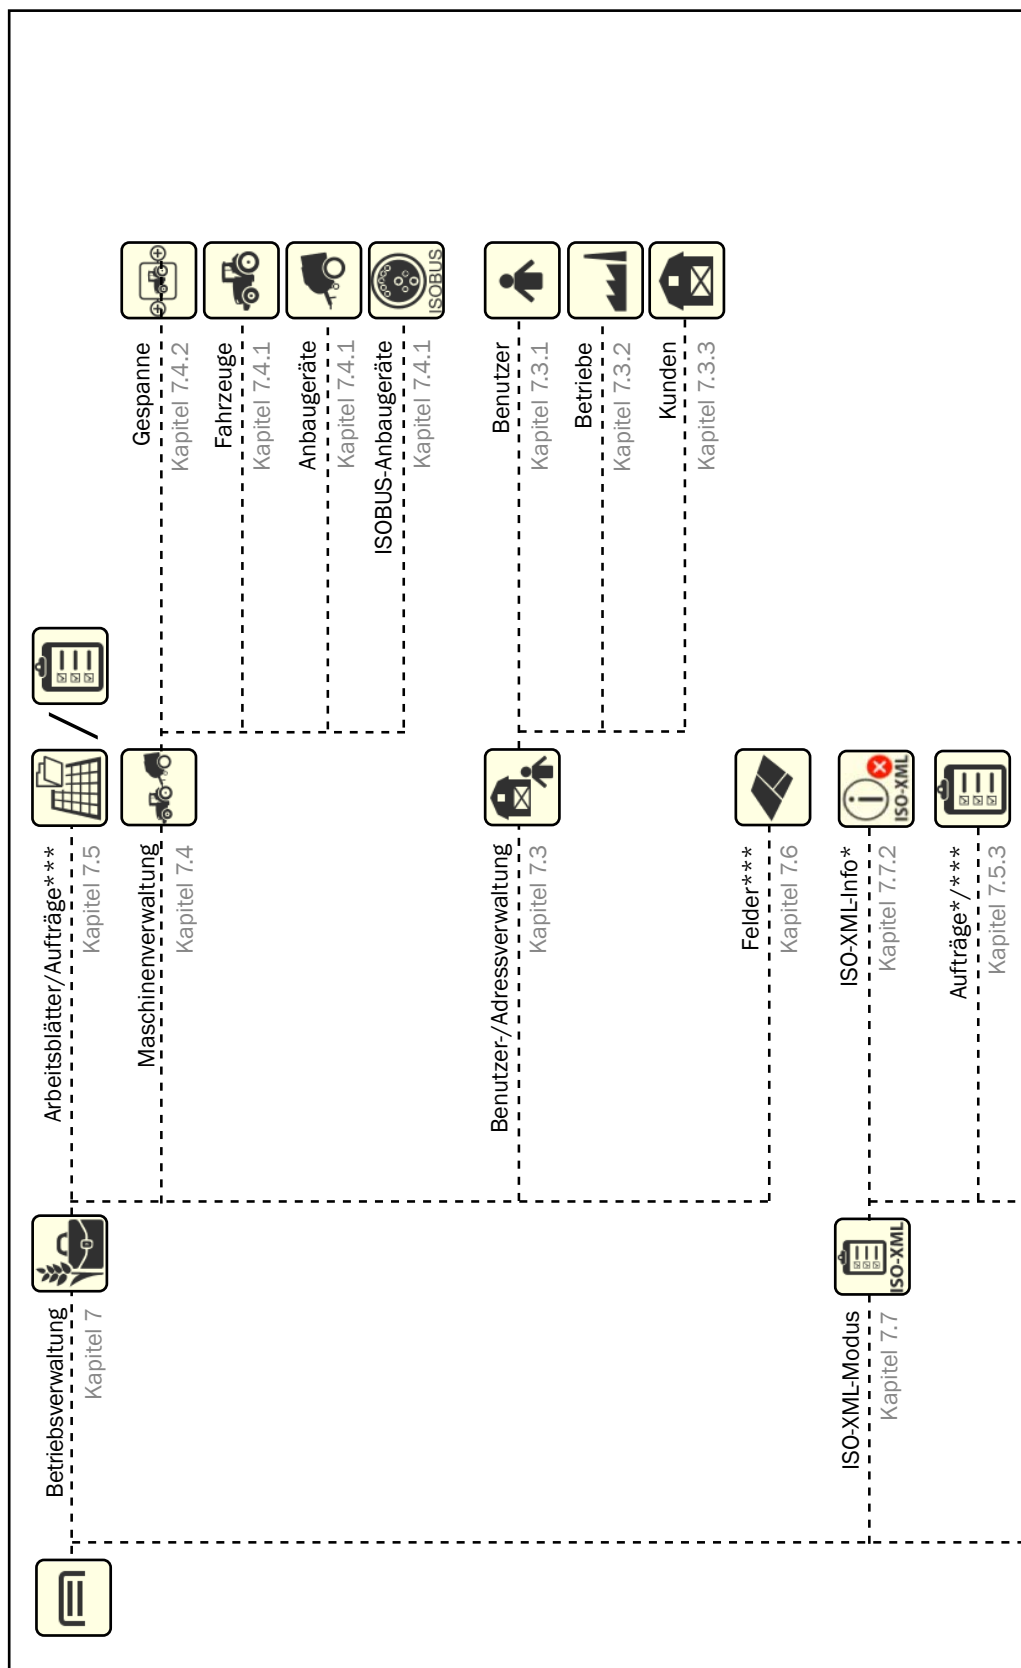 Betriebsverwaltung
Kapitel 7
Arbeitsblätter/Aufträge***
Kapitel 7.5
/
Maschinenverwaltung
Kapitel 7.4
Gespanne
Kapitel 7.4.2
Fahrzeuge
Kapitel 7.4.1
Anbaugeräte
Kapitel 7.4.1
ISOBUS-Anbaugeräte
Kapitel 7.4.1
ISOBUS
Benutzer-/Adressverwaltung
Kapitel 7.3
Benutzer
Kapitel 7.3.1
Betriebe
Kapitel 7.3.2
Kunden
Kapitel 7.3.3
Felder***
Kapitel 7.6
ISO-XML-Modus
Kapitel 7.7
ISO-XML
ISO-XML-Info*
Kapitel 7.7.2
ISO-XML
Aufträge*/***
Kapitel 7.5.3